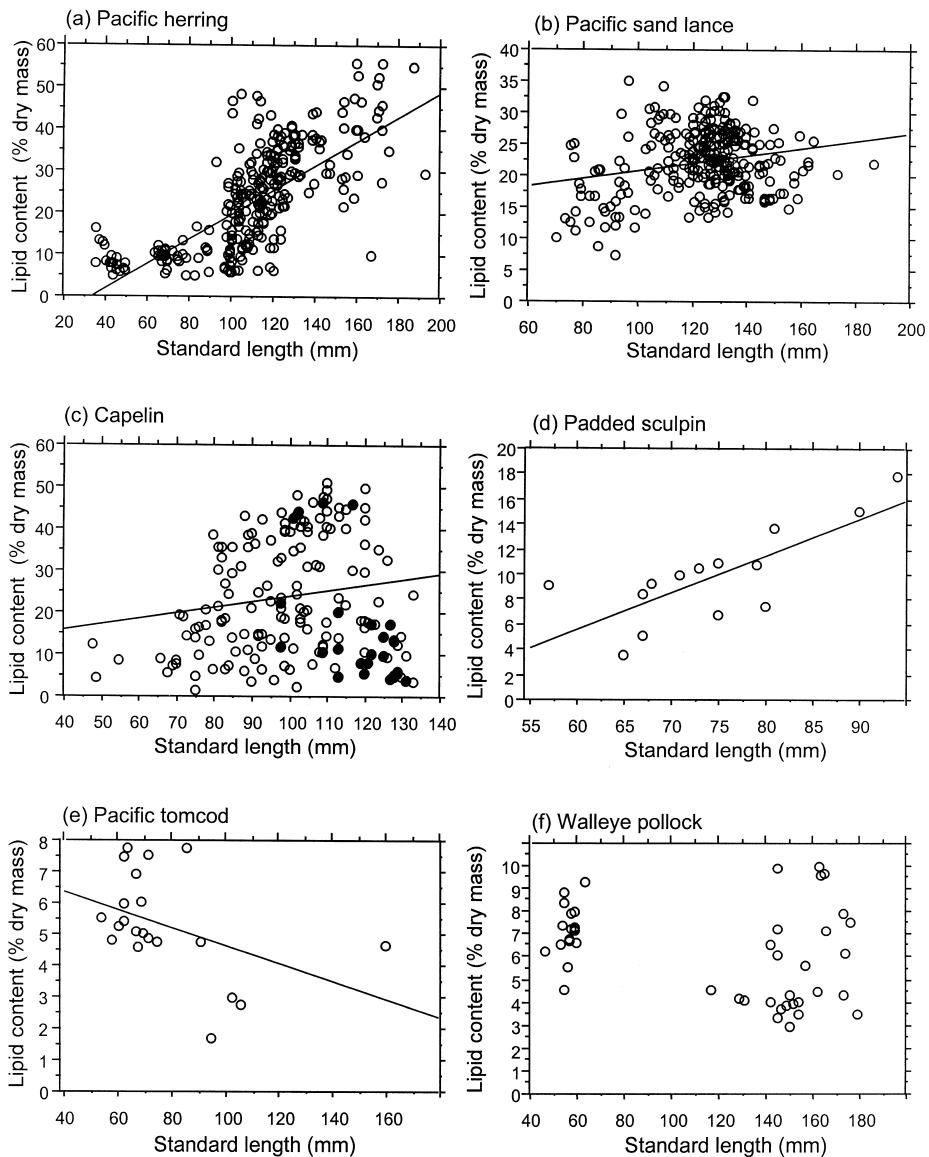 (a) Pacific herring
60
50
40
30
20
10
0
Lipid content (% dry mass)
20 40 60 80 100 120 140 160 180 200
Standard length (mm)
(b) Pacific sand lance
40
35
30
25
20
15
10
5
0
Lipid content (% dry mass)
60 80 100 120 140 160 180 200
Standard length (mm)
(c) Capelin
60
50
40
30
20
10
0
Lipid content (% dry mass)
40 50 60 70 80 90 100 110 120 130 140
Standard length (mm)
(d) Padded sculpin
20
18
16
14
12
10
8
6
4
2
0
Lipid content (% dry mass)
55 60 65 70 75 80 85 90
Standard length (mm)
(e) Pacific tomcod
8
7
6
5
4
3
2
1
0
Lipid content (% dry mass)
40 60 80 100 120 140 160
Standard length (mm)
(f) Walleye pollock
10
9
8
7
6
5
4
3
2
1
0
Lipid content (% dry mass)
40 60 80 100 120 140 160 180
Standard length (mm)